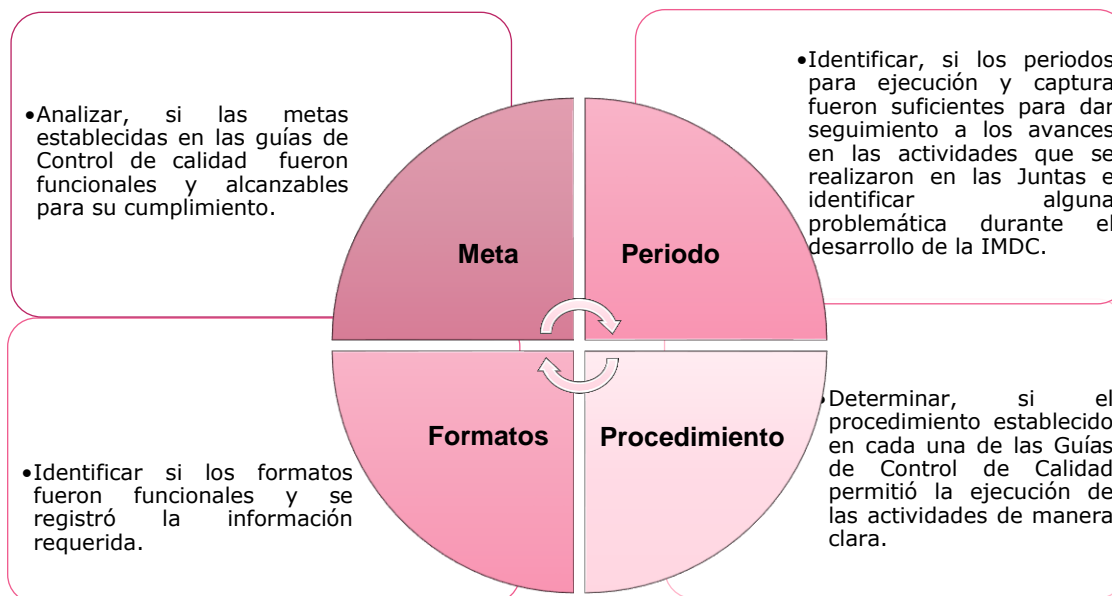 •Analizar, si las metas
establecidas en las guías de
Control de calidad fueron
funcionales y alcanzables
para su cumplimiento.
•Identificar, si los periodos
para ejecución y captura
fueron suficientes para dar
seguimiento a los avances
en las actividades que se
realizaron en las Juntas e
identificar alguna
problemática durante el
desarrollo de la IMDC.
Meta
Periodo
Formatos
Procedimiento
•Identificar si los formatos
fueron funcionales y se
registró la información
requerida.
•Determinar, si el
procedimiento establecido
en cada una de las Guías
de Control de Calidad
permitió la ejecución de
las actividades de manera
clara.